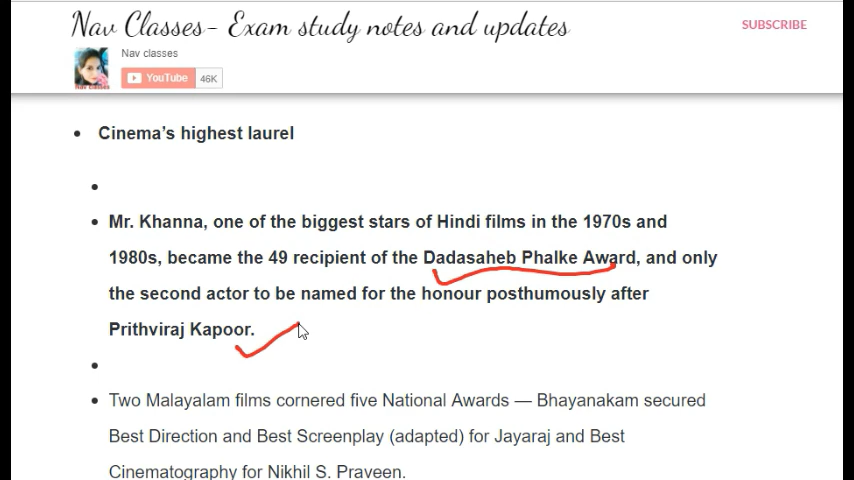 Nav Classes- Exam study notes and updates
SUBSCRIBE
Nav classes
YouTube 46K
Nav classes
Cinema's highest laurel
Mr. Khanna, one of the biggest stars of Hindi films in the 1970s and
1980s, became the 49 recipient of the Dadasaheb Phalke Award, and only
the second actor to be named for the honour posthumously after
Prithviraj Kapoor.
Two Malayalam films cornered five National Awards — Bhayanakam secured
Best Direction and Best Screenplay (adapted) for Jayaraj and Best
Cinematography for Nikhil S. Praveen.